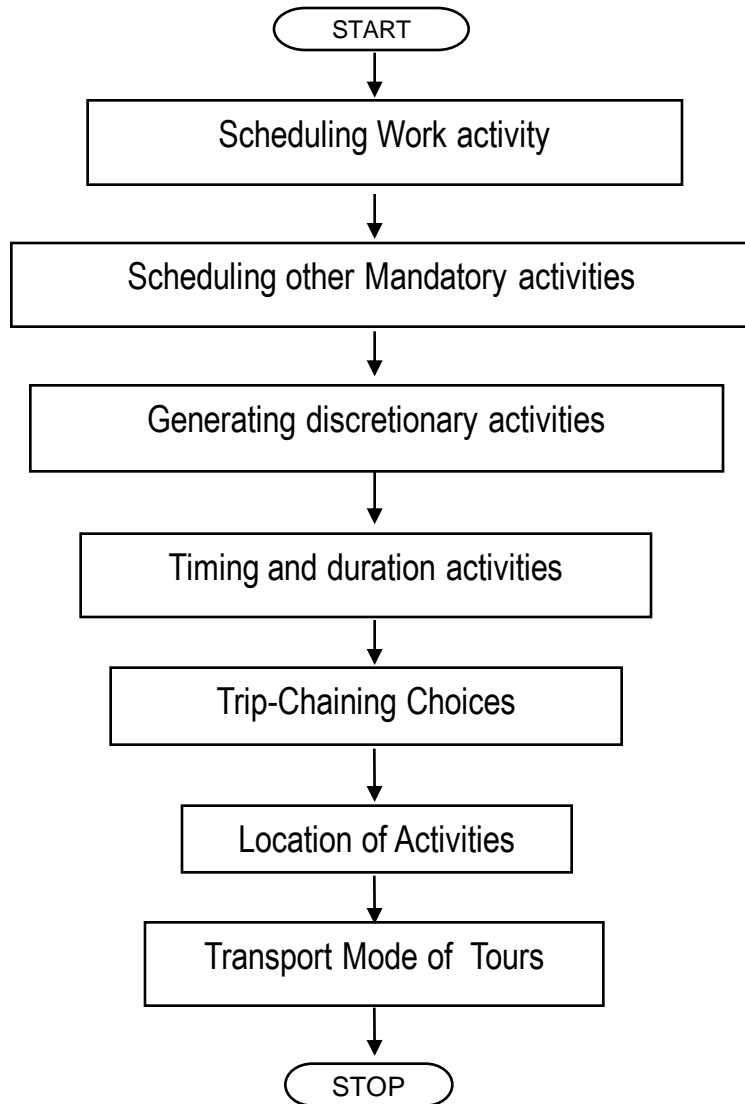 START
Scheduling Work activity
Scheduling other Mandatory activities
Generating discretionary activities
Timing and duration activities
Trip-Chaining Choices
Location of Activities
Transport Mode of Tours
STOP